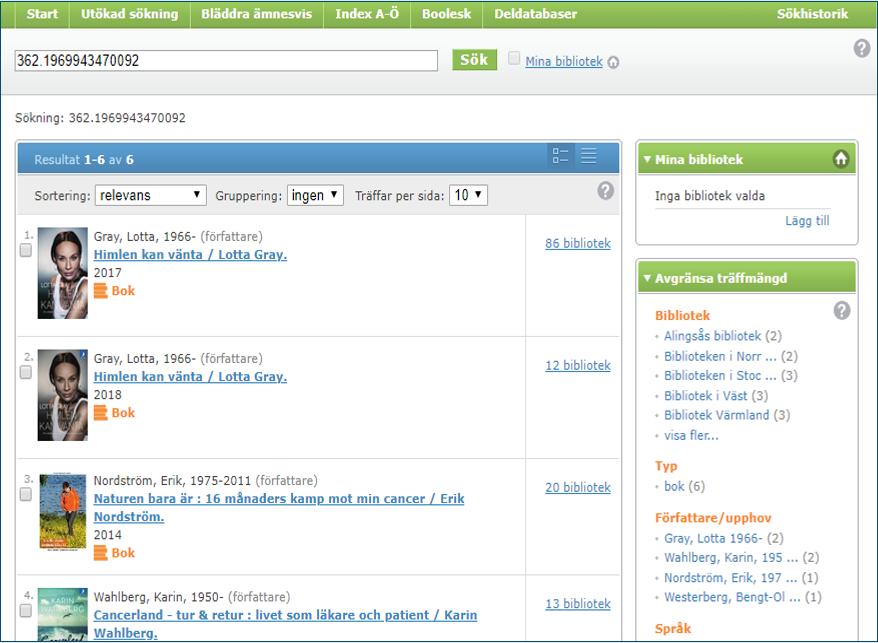 Start Utökad sökning Bläddra ämnesvis Index A-Ö Boolesk Deldatabaser Sökhistorik
362.1969943470092 Sök Mina bibliotek
Sökning: 362.1969943470092
Resultat 1-6 av 6
Sortering: relevans Gruppering: ingen Träffar per sida: 10
1. Gray, Lotta, 1966- (författare)
Himlen kan vänta / Lotta Gray.
2017
Bok
86 bibliotek
2. Gray, Lotta, 1966- (författare)
Himlen kan vänta / Lotta Gray.
2018
Bok
12 bibliotek
3. Nordström, Erik, 1975-2011 (författare)
Naturen bara är : 16 månaders kamp mot min cancer / Erik
Nordström.
2014
Bok
20 bibliotek
4. Wahlberg, Karin, 1950- (författare)
Cancerland - tur & retur : livet som läkare och patient / Karin
Wahlberg.
13 bibliotek
KARIN
WAHLBERG
Mina bibliotek
Inga bibliotek valda
Lägg till
Avgränsa träffmängd
Bibliotek
Alingsås bibliotek (2)
Biblioteken i Norr ... (2)
Biblioteken i Stoc ... (3)
Bibliotek i Väst (3)
Bibliotek Värmland (3)
visa fler...
Typ
bok (6)
Författare/upphov
Gray, Lotta 1966- (2)
Wahlberg, Karin, 195 ... (2)
Nordström, Erik, 197 ... (1)
Westerberg, Bengt-Ol ... (1)
Språk